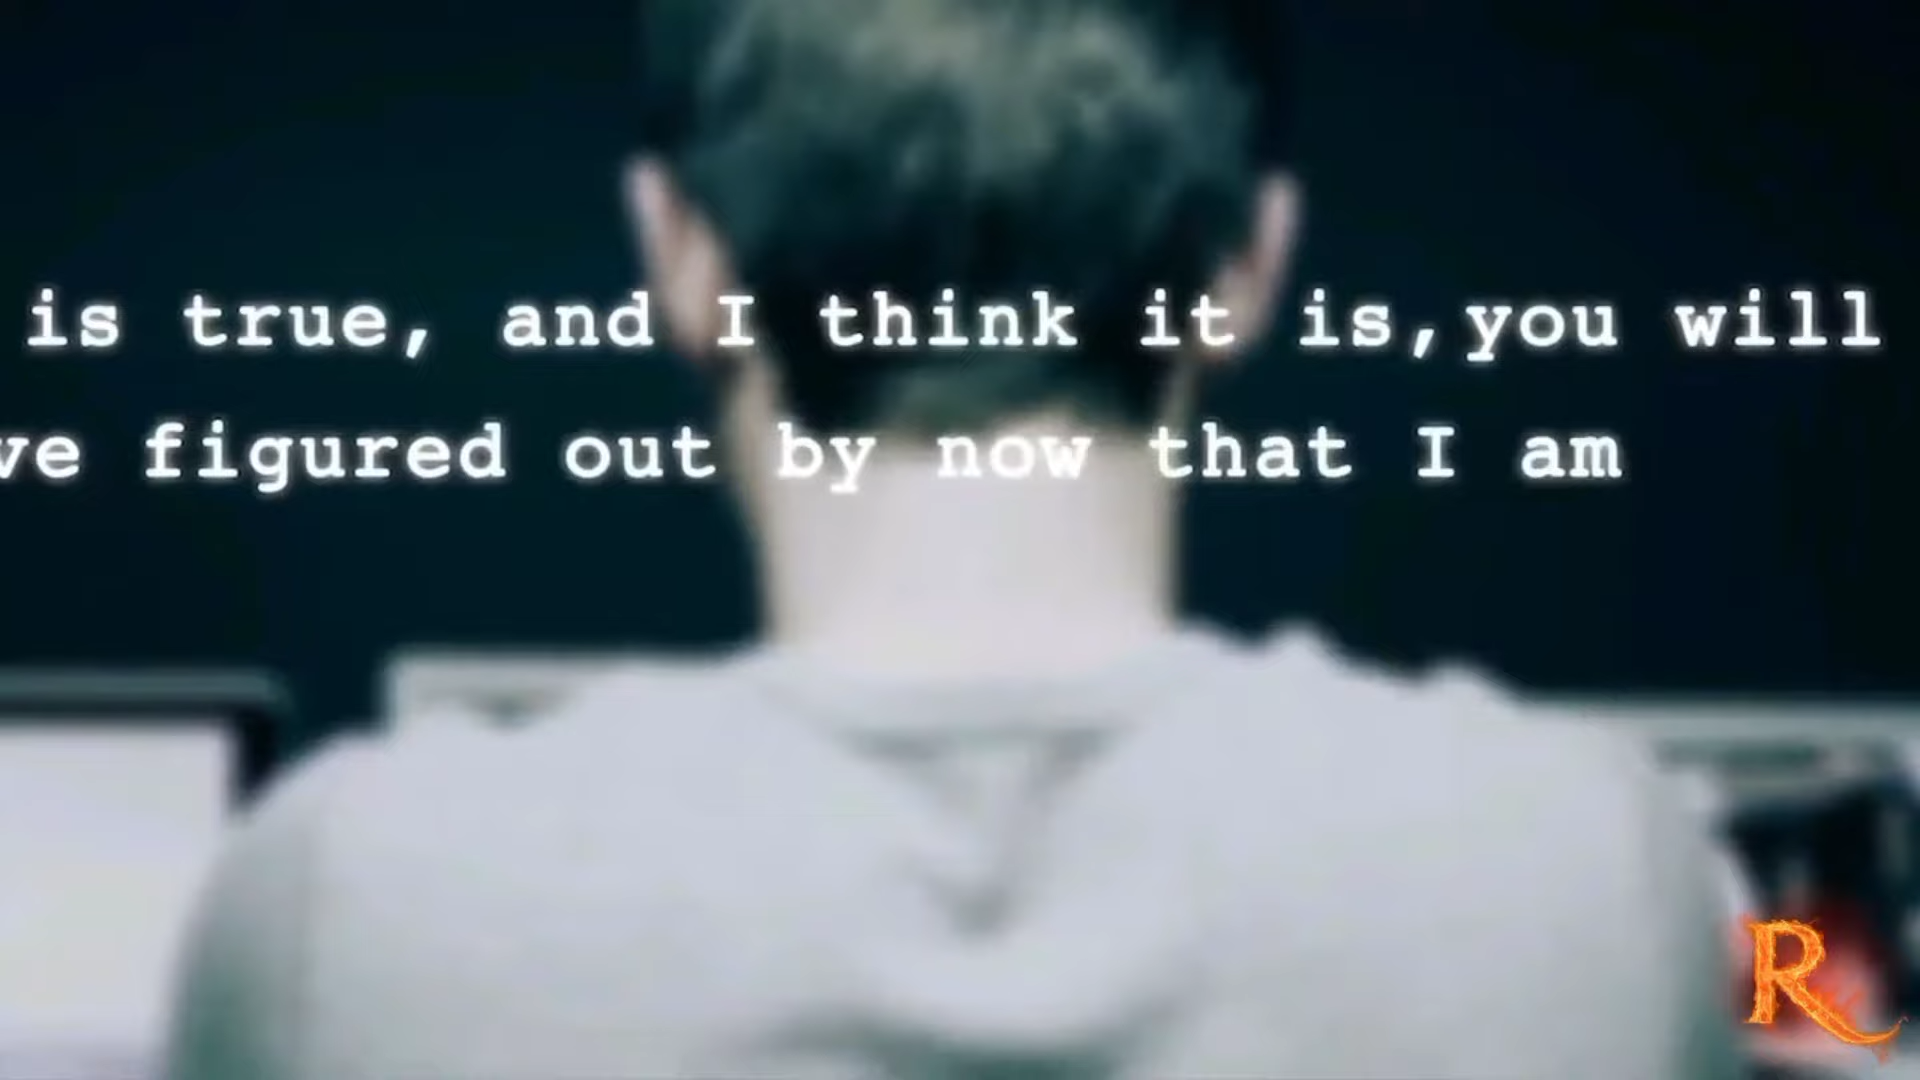 is true, and I think it is,you will
ve figured out by now that I am
R